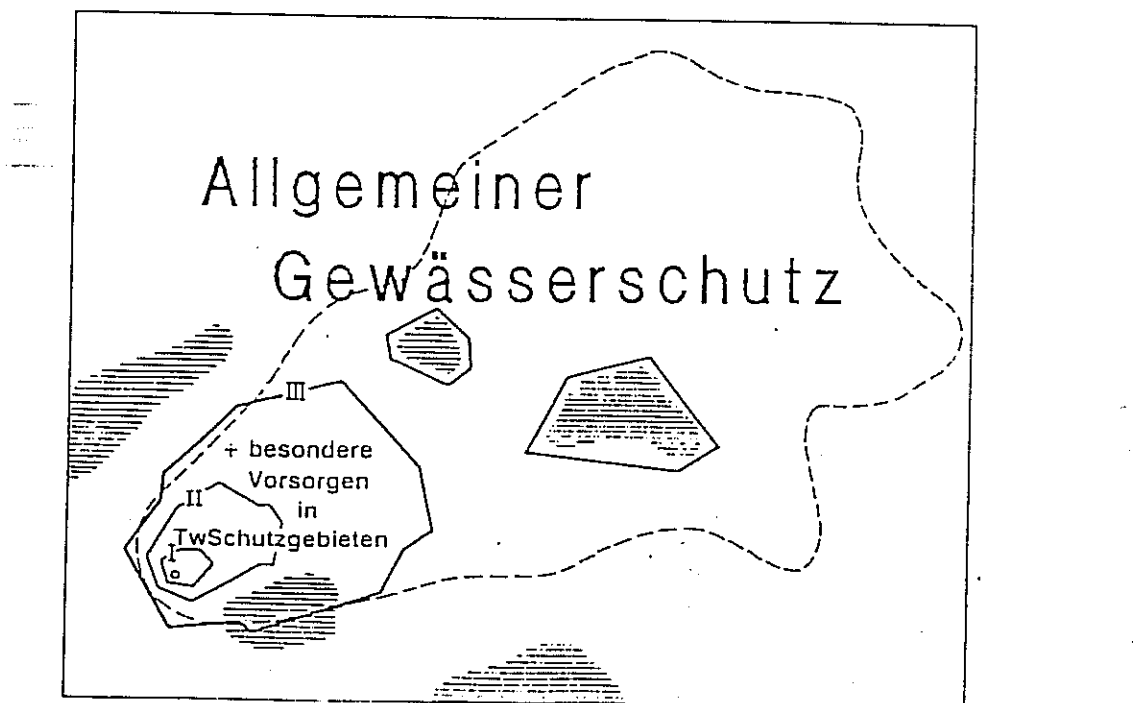 Allgemeiner
Gewässerschutz
III
+ besondere
Vorsorgen
II
in
TwSchutzgebieten
I